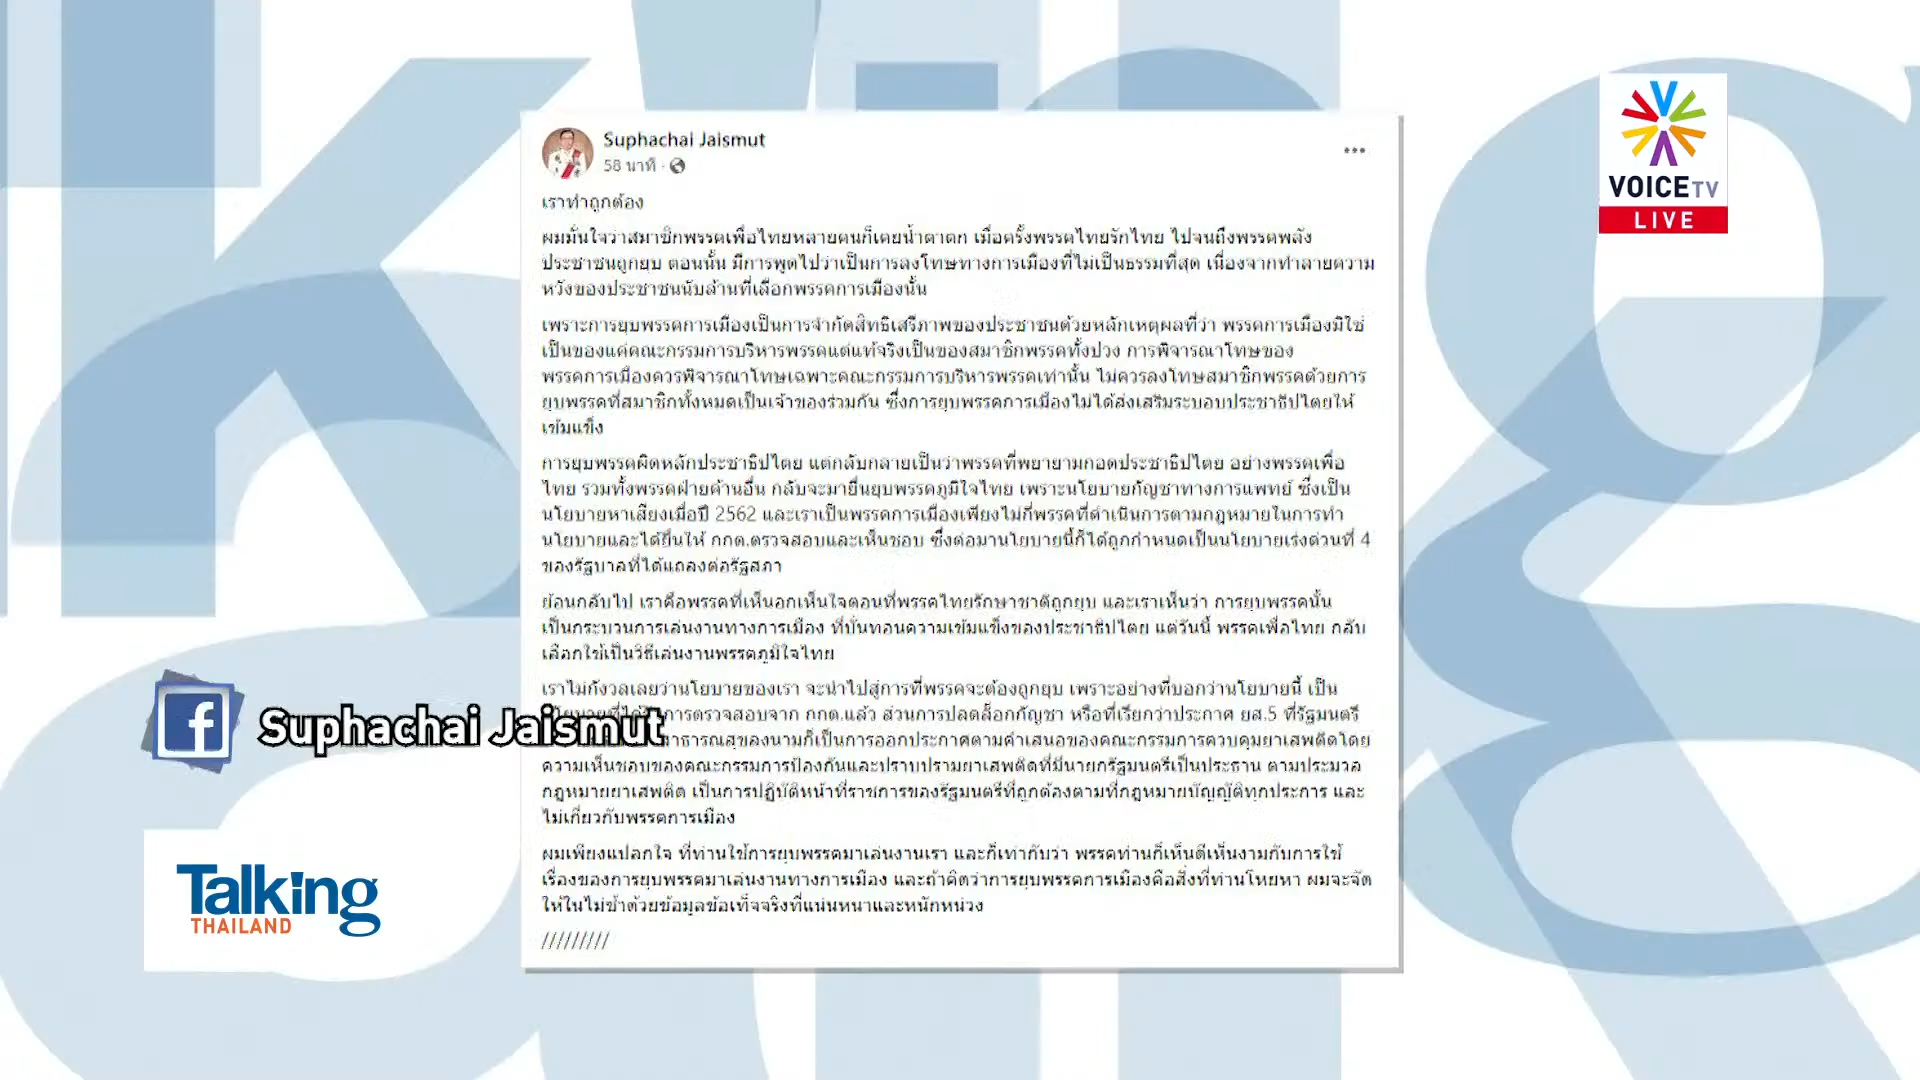 Suphachai Jaismut
58 นาที ·
เราทำถูกต้อง
ผมมั่นใจว่าสมาชิกพรรคเพื่อไทยหลายคนก็เคยน้ำตาตก เมื่อครั้งพรรคไทยรักไทย ไปจนถึงพรรคพลัง
ประชาชนถูกยุบ ตอนนั้น มีการพูดไปว่าเป็นการลงโทษทางการเมืองที่ไม่เป็นธรรมที่สุด เนื่องจากทำลายความ
หวังของประชาชนนับล้านที่เลือกพรรคการเมืองนั้น
เพราะการยุบพรรคการเมืองเป็นการจำกัดสิทธิเสรีภาพของประชาชนด้วยหลักเหตุผลที่ว่า พรรคการเมืองมิใช่
เป็นของแค่คณะกรรมการบริหารพรรคแต่แท้จริงเป็นของสมาชิกพรรคทั้งปวง การพิจารณาโทษของ
พรรคการเมืองควรพิจารณาโทษเฉพาะคณะกรรมการบริหารพรรคเท่านั้น ไม่ควรลงโทษสมาชิกพรรคด้วยการ
ยุบพรรคที่สมาชิกทั้งหมดเป็นเจ้าของร่วมกัน ซึ่งการยุบพรรคการเมืองไม่ได้ส่งเสริมระบอบประชาธิปไตยให้
เข้มแข็ง
การยุบพรรคผิดหลักประชาธิปไตย แต่กลับกลายเป็นว่าพรรคที่พยายามกอดประชาธิปไตย อย่างพรรคเพื่อ
ไทย รวมทั้งพรรคฝ่ายค้านอื่น กลับจะมายื่นยุบพรรคภูมิใจไทย เพราะนโยบายกัญชาทางการแพทย์ ซึ่งเป็น
นโยบายหาเสียงเมื่อปี 2562 และเราเป็นพรรคการเมืองเพียงไม่กี่พรรคที่ดำเนินการตามกฎหมายในการทำ
นโยบายและได้ยื่นให้ กกต.ตรวจสอบและเห็นชอบ ซึ่งต่อมานโยบายนี้ก็ได้ถูกกำหนดเป็นนโยบายเร่งด่วนที่ 4
ของรัฐบาลที่ได้แถลงต่อรัฐสภา
ย้อนกลับไป เราคือพรรคที่เห็นอกเห็นใจตอนที่พรรคไทยรักษาชาติถูกยุบ และเราเห็นว่า การยุบพรรคนั้น
เป็นกระบวนการเล่นงานทางการเมือง ที่บั่นทอนความเข้มแข็งของประชาธิปไตย แต่วันนี้ พรรคเพื่อไทย กลับ
เลือกใช้เป็นวิธีเล่นงานพรรคภูมิใจไทย
เราไม่กังวลเลยว่านโยบายของเรา จะนำไปสู่การที่พรรคจะต้องถูกยุบ เพราะอย่างที่บอกว่านโยบายนี้ เป็น
การตรวจสอบจาก กกต.แล้ว ส่วนการปลดล็อกกัญชา หรือที่เรียกว่าประกาศ ยส.5 ที่รัฐมนตรี
สาธารณสุขลงนามก็เป็นการออกประกาศตามคำเสนอของคณะกรรมการควบคุมยาเสพติดโดย
ความเห็นชอบของคณะกรรมการป้องกันและปราบปรามยาเสพติดที่มีนายกรัฐมนตรีเป็นประธาน ตามประมวล
กฎหมายยาเสพติด เป็นการปฏิบัติหน้าที่ราชการของรัฐมนตรีที่ถูกต้องตามที่กฎหมายบัญญัติทุกประการ และ
ไม่เกี่ยวกับพรรคการเมือง
ผมเพียงแปลกใจ ที่ท่านใช้การยุบพรรคมาเล่นงานเรา และก็เท่ากับว่า พรรคท่านก็เห็นดีเห็นงามกับการใช้
เรื่องของการยุบพรรคมาเล่นงานทางการเมือง และถ้าคิดว่าการยุบพรรคการเมืองคือสิ่งที่ท่านโหยหา ผมจะจัด
ให้ในไม่ช้าด้วยข้อมูลข้อเท็จจริงที่แน่นหนาและหนักหน่วง
/////////
f Suphachai Jaismut
Talking
THAILAND
VOICE TV
LIVE